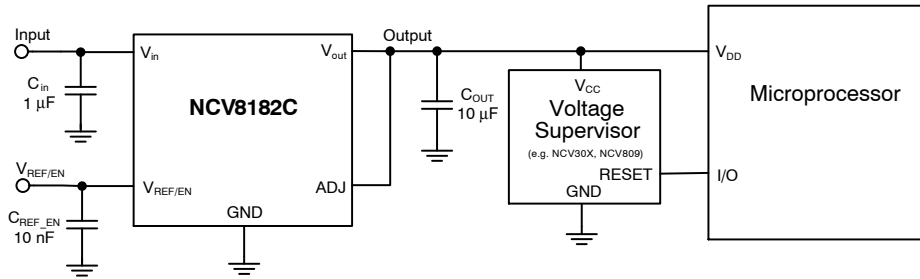 Input
V_in
C_in
1 µF
V_REF/EN
C_REF_EN
10 nF
V_REF/EN
NCV8182C
V_out
ADJ
GND
Output
C_OUT
10 µF
V_CC
Voltage
Supervisor
(e.g. NCV30X, NCV809)
RESET
GND
V_DD
Microprocessor
I/O